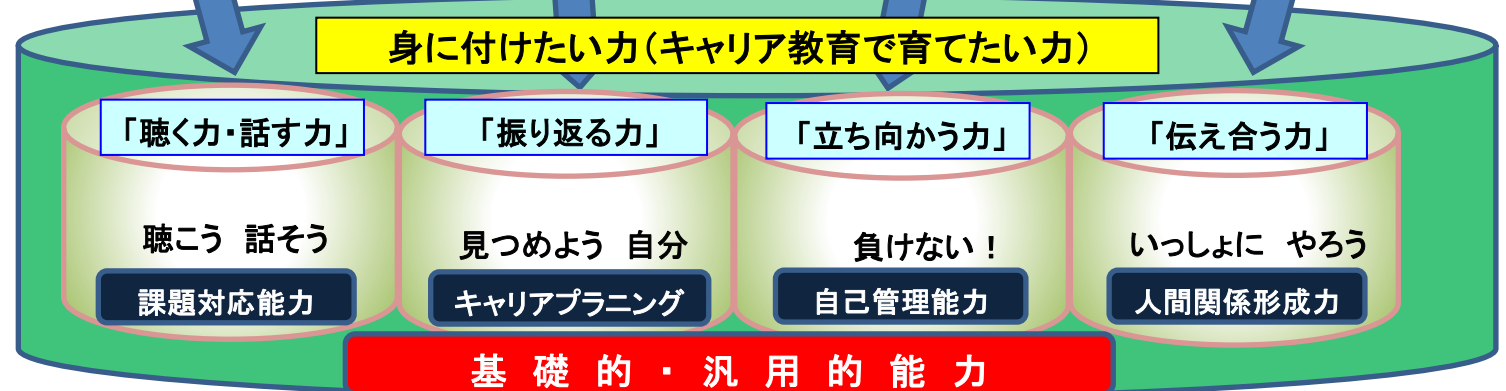 身に付けたい力(キャリア教育で育てたい力)
「聴く力・話す力」
「振り返る力」
「立ち向かう力」
「伝え合う力」
聴こう 話そう
見つめよう 自分
負けない!
いっしょに やろう
課題対応能力
キャリアプラニング
自己管理能力
人間関係形成力
基 礎 的 ・ 汎 用 的 能 力